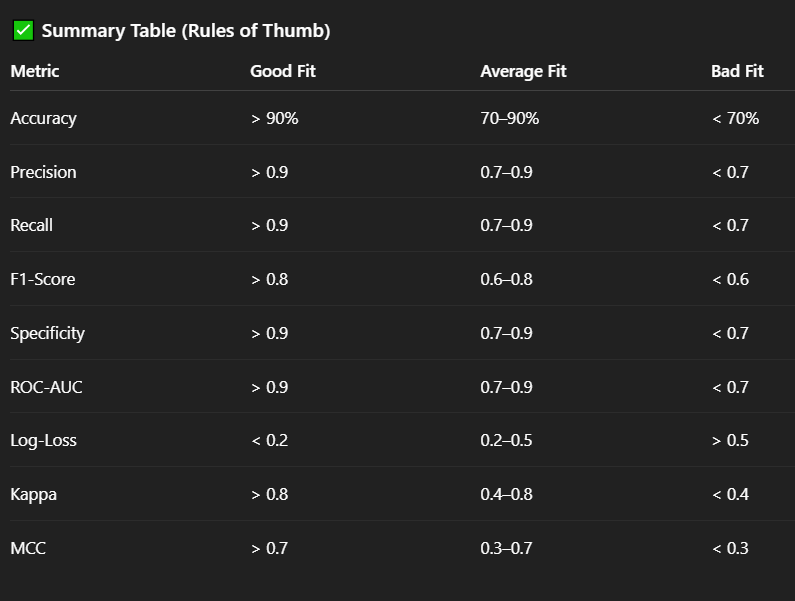 ✅ Summary Table (Rules of Thumb)
Metric Good Fit Average Fit Bad Fit
Accuracy > 90% 70–90% < 70%
Precision > 0.9 0.7–0.9 < 0.7
Recall > 0.9 0.7–0.9 < 0.7
F1-Score > 0.8 0.6–0.8 < 0.6
Specificity > 0.9 0.7–0.9 < 0.7
ROC-AUC > 0.9 0.7–0.9 < 0.7
Log-Loss < 0.2 0.2–0.5 > 0.5
Kappa > 0.8 0.4–0.8 < 0.4
MCC > 0.7 0.3–0.7 < 0.3